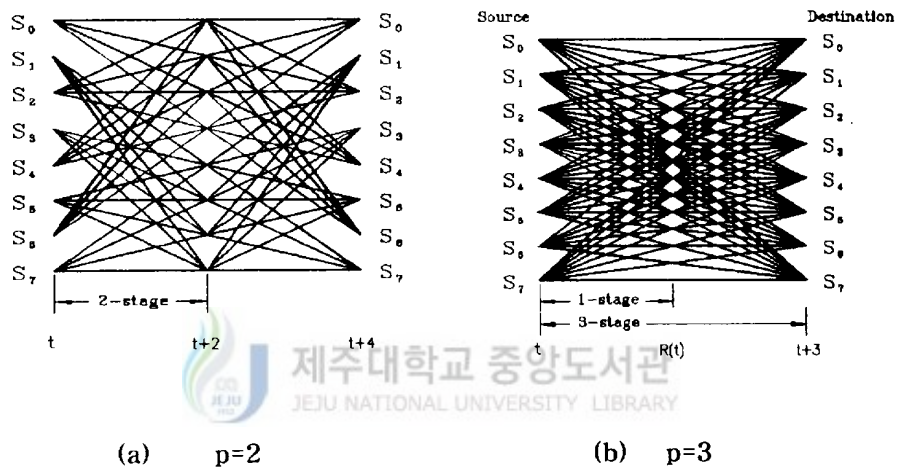 S0
S1
S2
S3
S4
S5
S5
S7
S0
S1
S2
S3
S4
S5
S6
S7
2-stage
t
t+2
t+4
(a) p=2
Source
Destination
S0
S1
S2
S3
S4
S5
S7
S0
S1
S2
S3
S4
S5
S6
S7
1-stage
3-stage
t
R(t)
t+3
(b) p=3
제주대학교 중앙도서관
JEJU NATIONAL UNIVERSITY LIBRARY
JEJU
1952